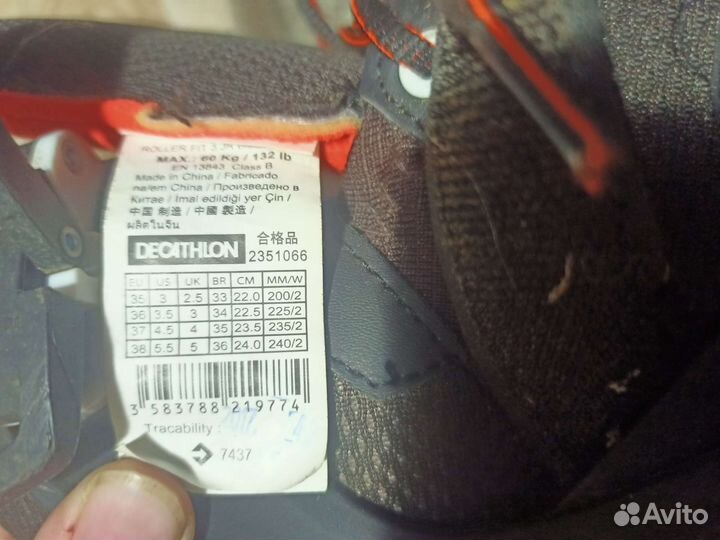 ROLLER FIT 3 JR
MAX.: 60 Kg / 132 lb
EN 13843 Class B
Made in China / Fabricado
na/em China / Произведено в
Китае / Imal edildiği yer Çin /
中国 制造 / 中國 製造 /
ผลิตในจีน
DECATHLON 合格品
2351066
EU US UK BR CM MM/W
35 3 2.5 33 22.0 200/2
36 3.5 3 34 22.5 225/2
37 4.5 4 35 23.5 235/2
38 5.5 5 36 24.0 240/2
3 583788 219774
Tracability :
7437
Avito